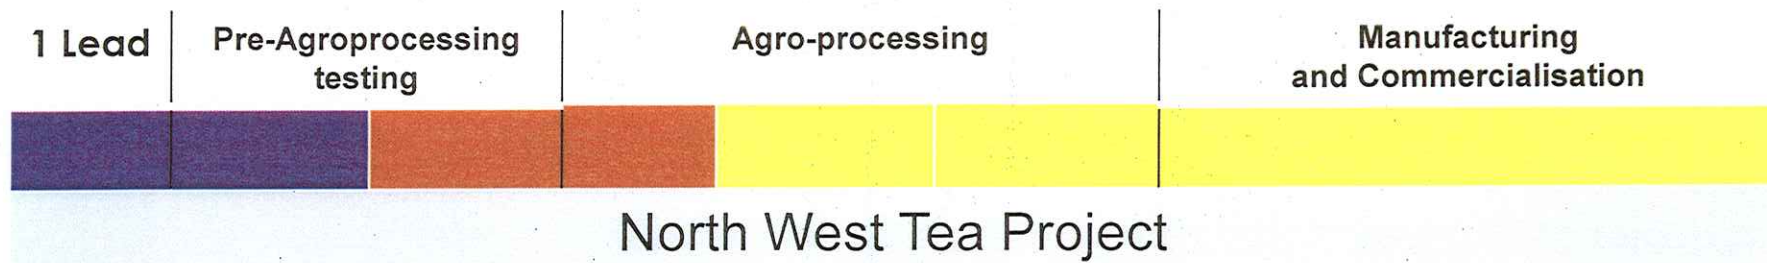 1 Lead
Pre-Agroprocessing
testing
Agro-processing
Manufacturing
and Commercialisation
North West Tea Project